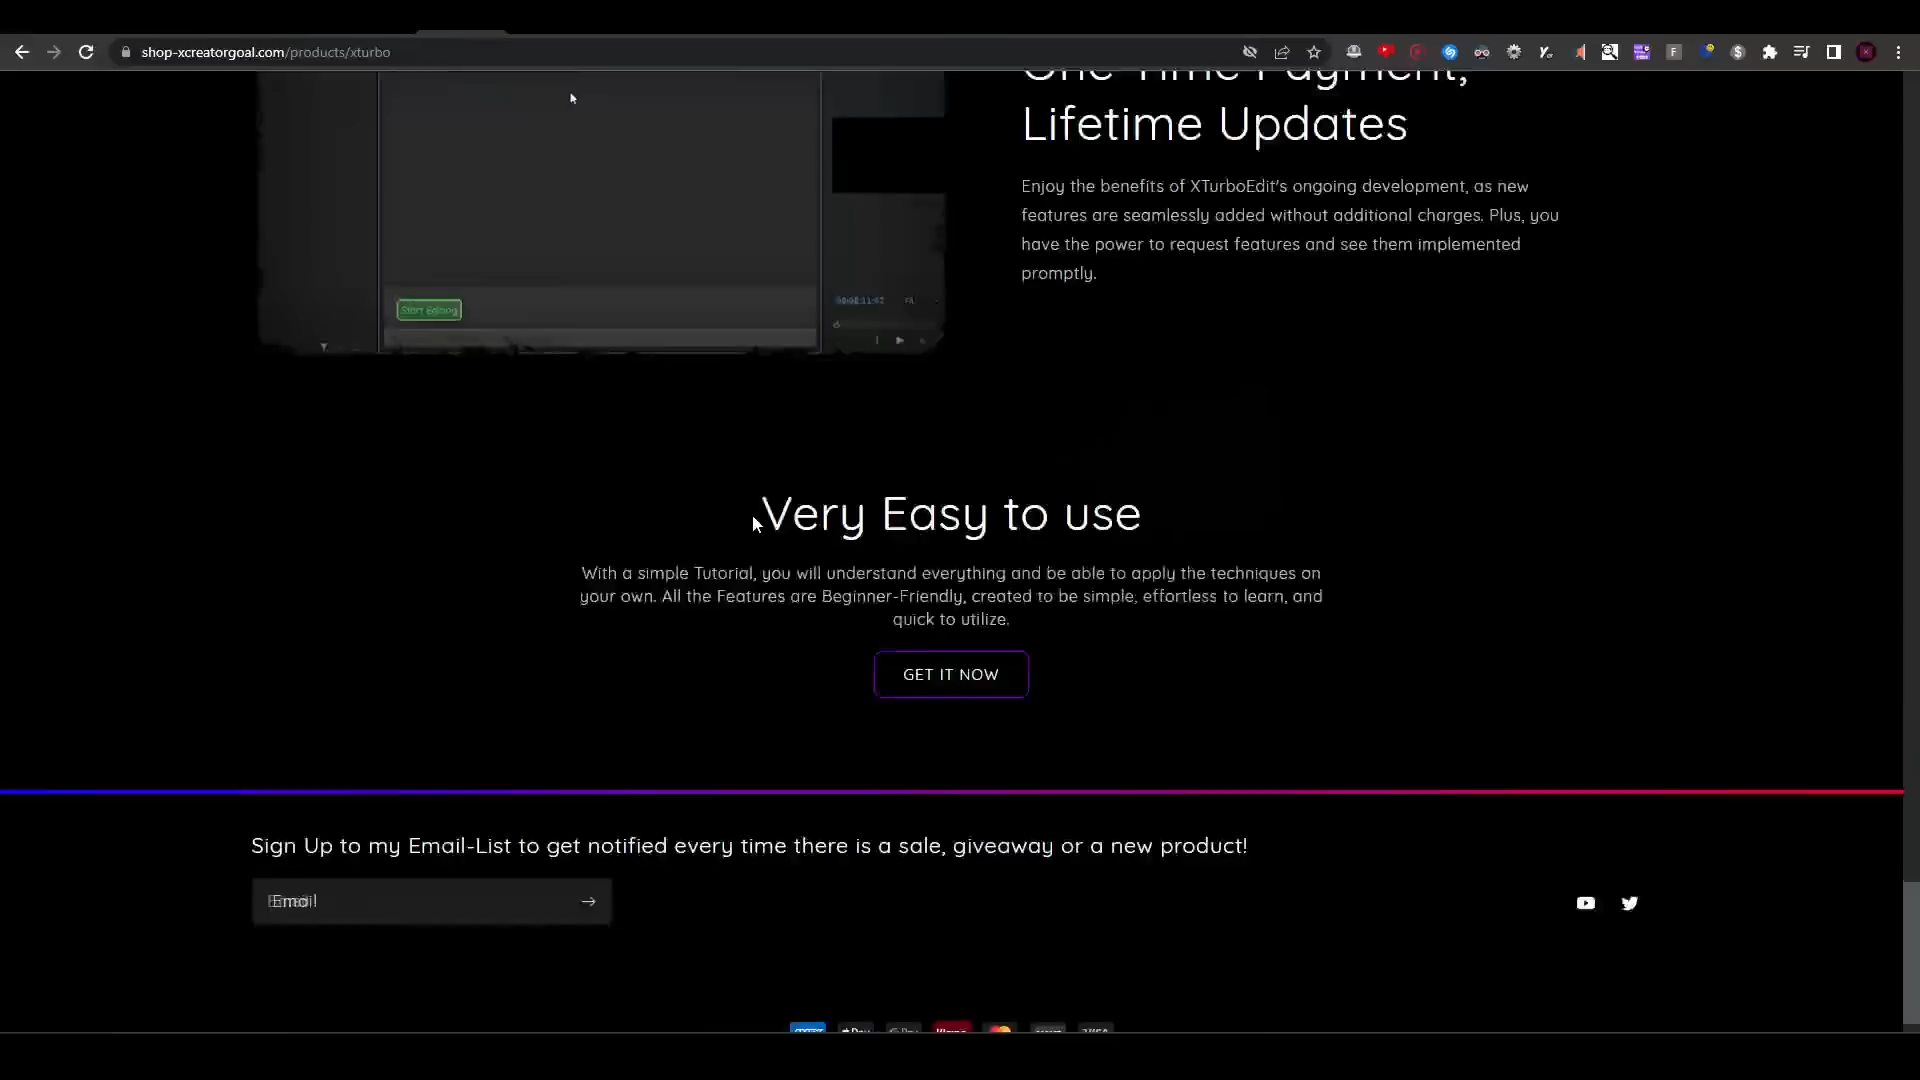 shop-xcreatorgoal.com/products/xturbo
One-Time Payment,
Lifetime Updates
Enjoy the benefits of XTurboEdit's ongoing development, as new
features are seamlessly added without additional charges. Plus, you
have the power to request features and see them implemented
promptly.
Start Editing
Very Easy to use
With a simple Tutorial, you will understand everything and be able to apply the techniques on
your own. All the Features are Beginner-Friendly, created to be simple, effortless to learn, and
quick to utilize.
GET IT NOW
Sign Up to my Email-List to get notified every time there is a sale, giveaway or a new product!
Email